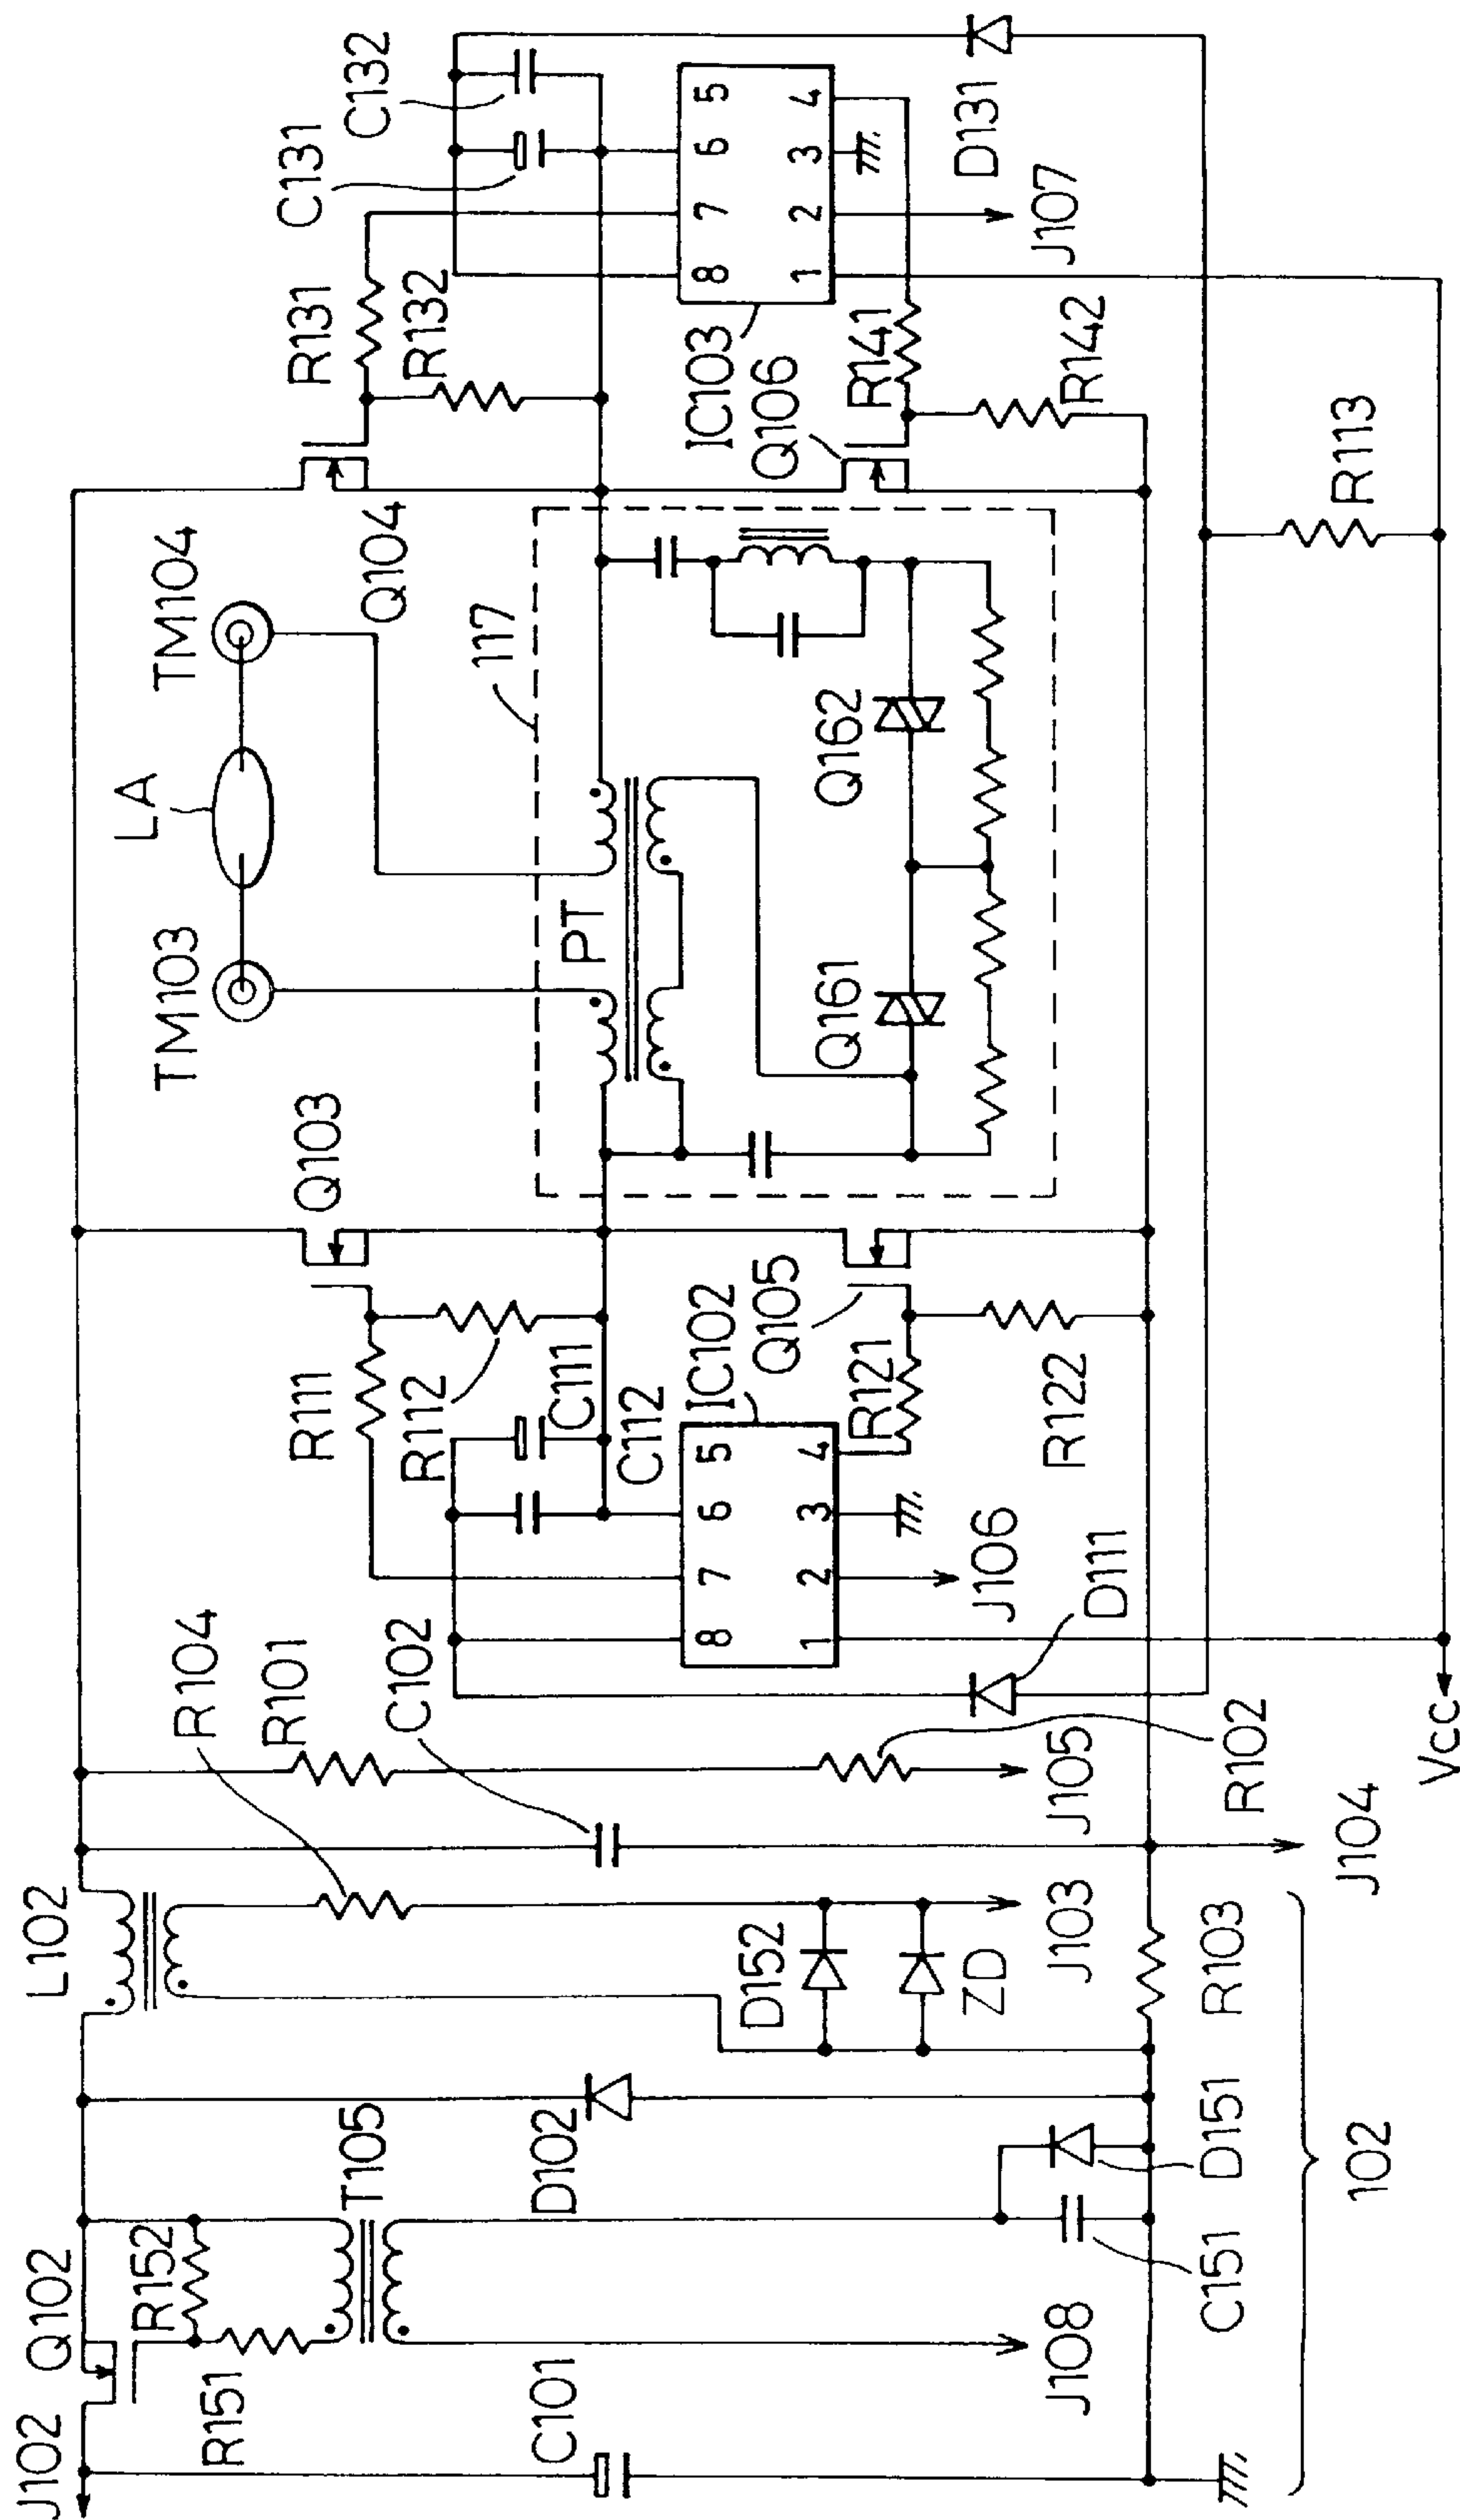 J102
Q102
R151
R152
T105
C101
J108
C151
D151
D102
102
L102
D152
ZD
J103
R103
J104
R104
R101
C102
J105
R102
Vcc
D111
J106
R111
R112
C111
C112
IC102
8 7 6 5
1 2 3 4
Q105
R121
R122
Q103
TM103
LA
TM104
PT
117
Q161
Q162
Q104
R131
R132
C131
C132
IC103
8 7 6 5
1 2 3 4
Q106
R141
R142
J107
D131
R113